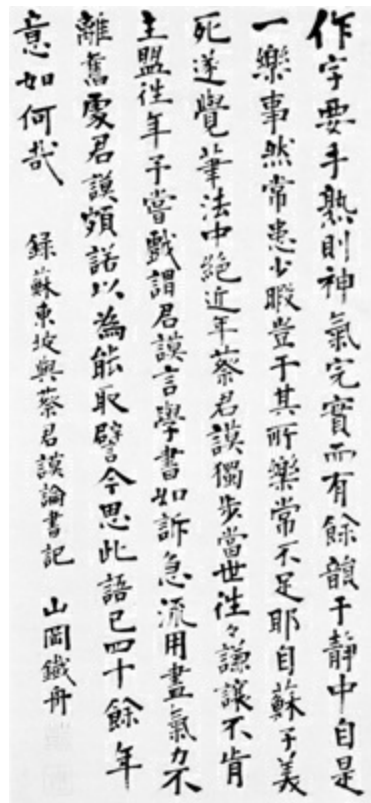 作字要手熟則神氣完實而有餘韻于静中自是
一樂事然常患少暇豈于其所樂常不足耶自蘇子美
死遂覺筆法中絶近年蔡君謨獨步當世往々謙讓不肯
主盟往年予嘗戲謂君謨言學書如訴急流用盡氣力不
離舊處君謨頗諾以為能取譬今思此語已四十餘年
意如何哉 録蘇東坡與蔡君謨論書記 山岡鐵舟